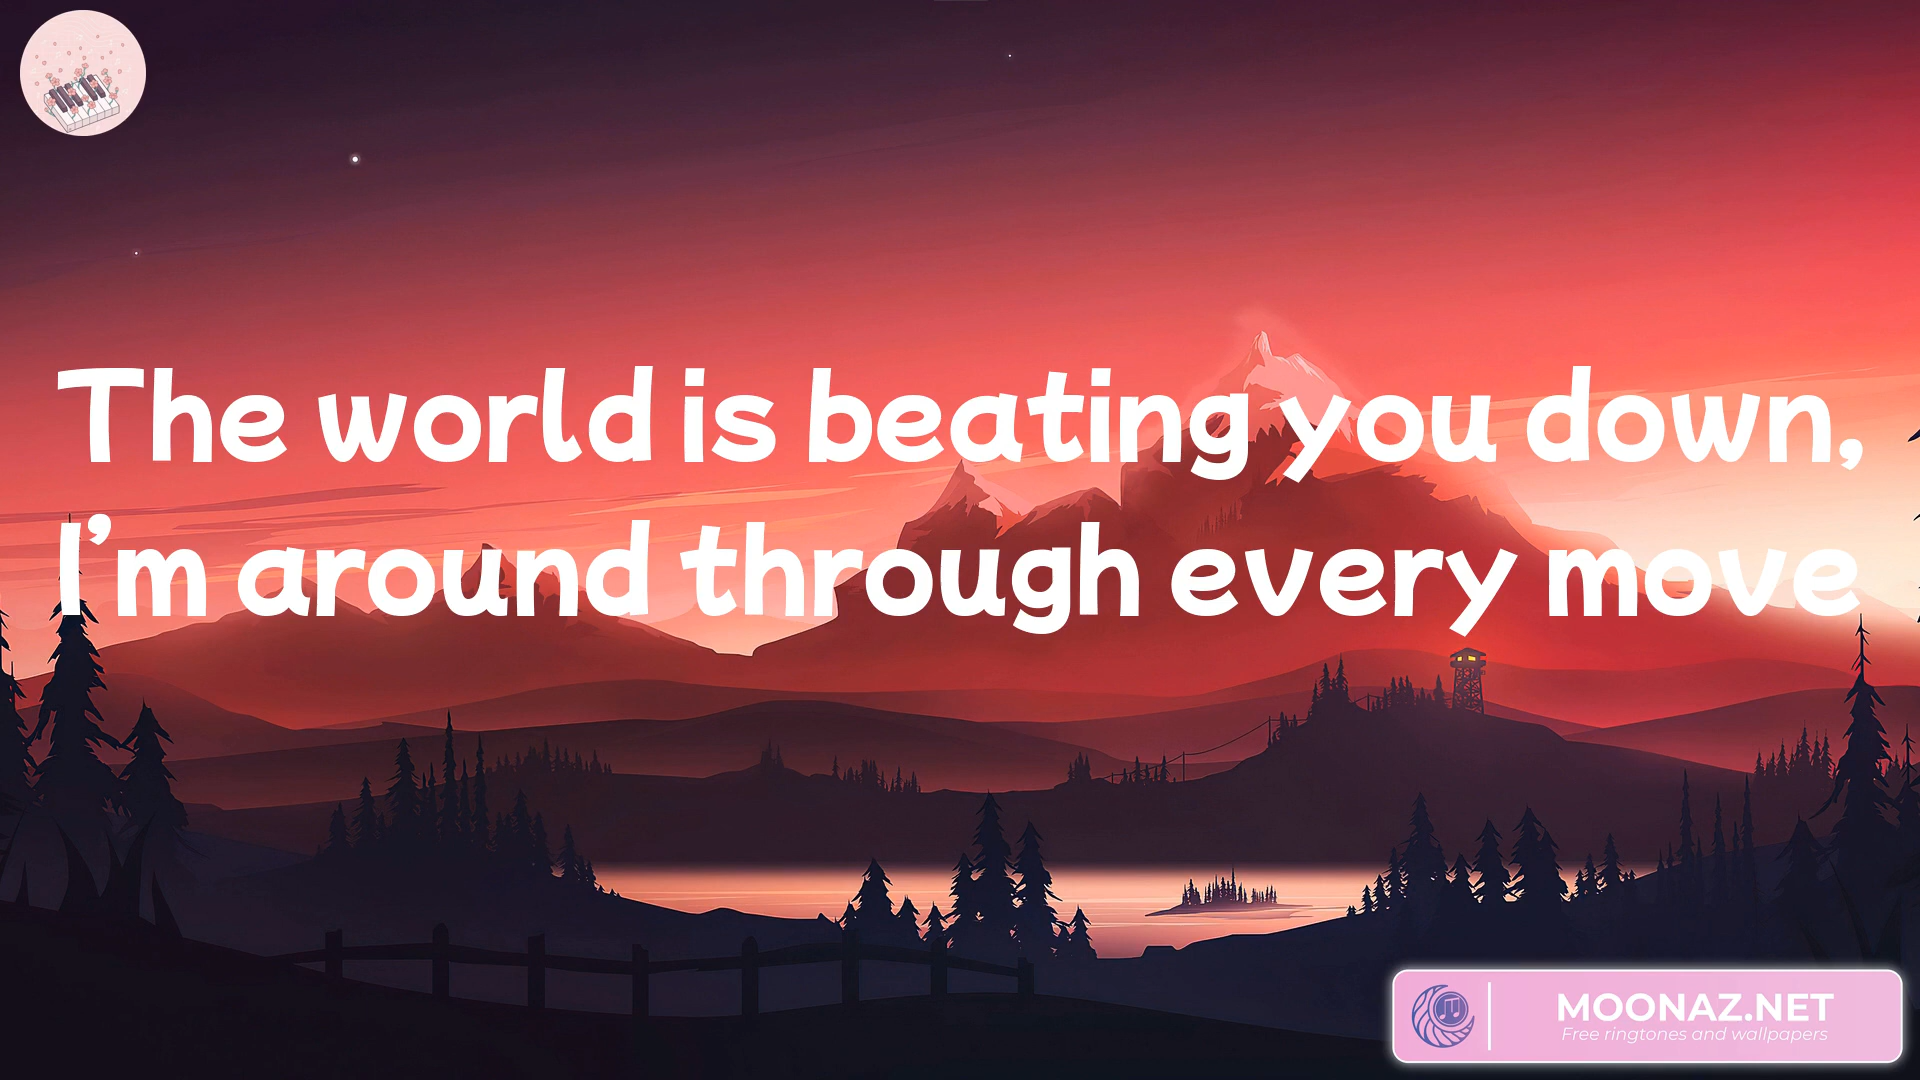 The world is beating you down,
I'm around through every move
MOONAZ.NET
Free ringtones and wallpapers